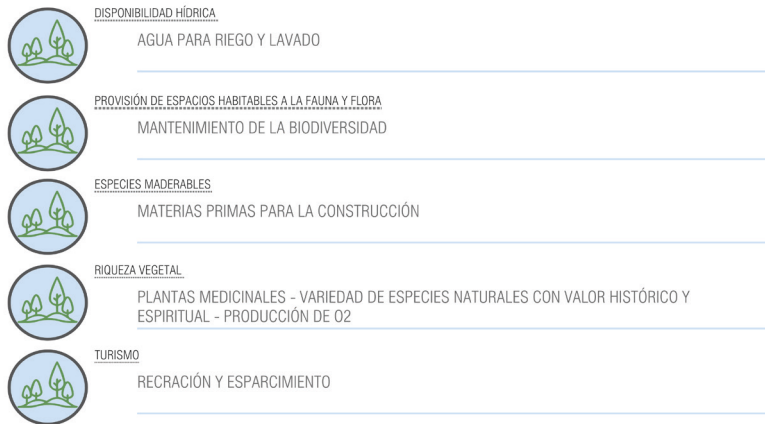 DISPONIBILIDAD HÍDRICA
AGUA PARA RIEGO Y LAVADO
PROVISIÓN DE ESPACIOS HABITABLES A LA FAUNA Y FLORA
MANTENIMIENTO DE LA BIODIVERSIDAD
ESPECIES MADERABLES
MATERIAS PRIMAS PARA LA CONSTRUCCIÓN
RIQUEZA VEGETAL
PLANTAS MEDICINALES - VARIEDAD DE ESPECIES NATURALES CON VALOR HISTÓRICO Y
ESPIRITUAL - PRODUCCIÓN DE O2
TURISMO
RECRACIÓN Y ESPARCIMIENTO